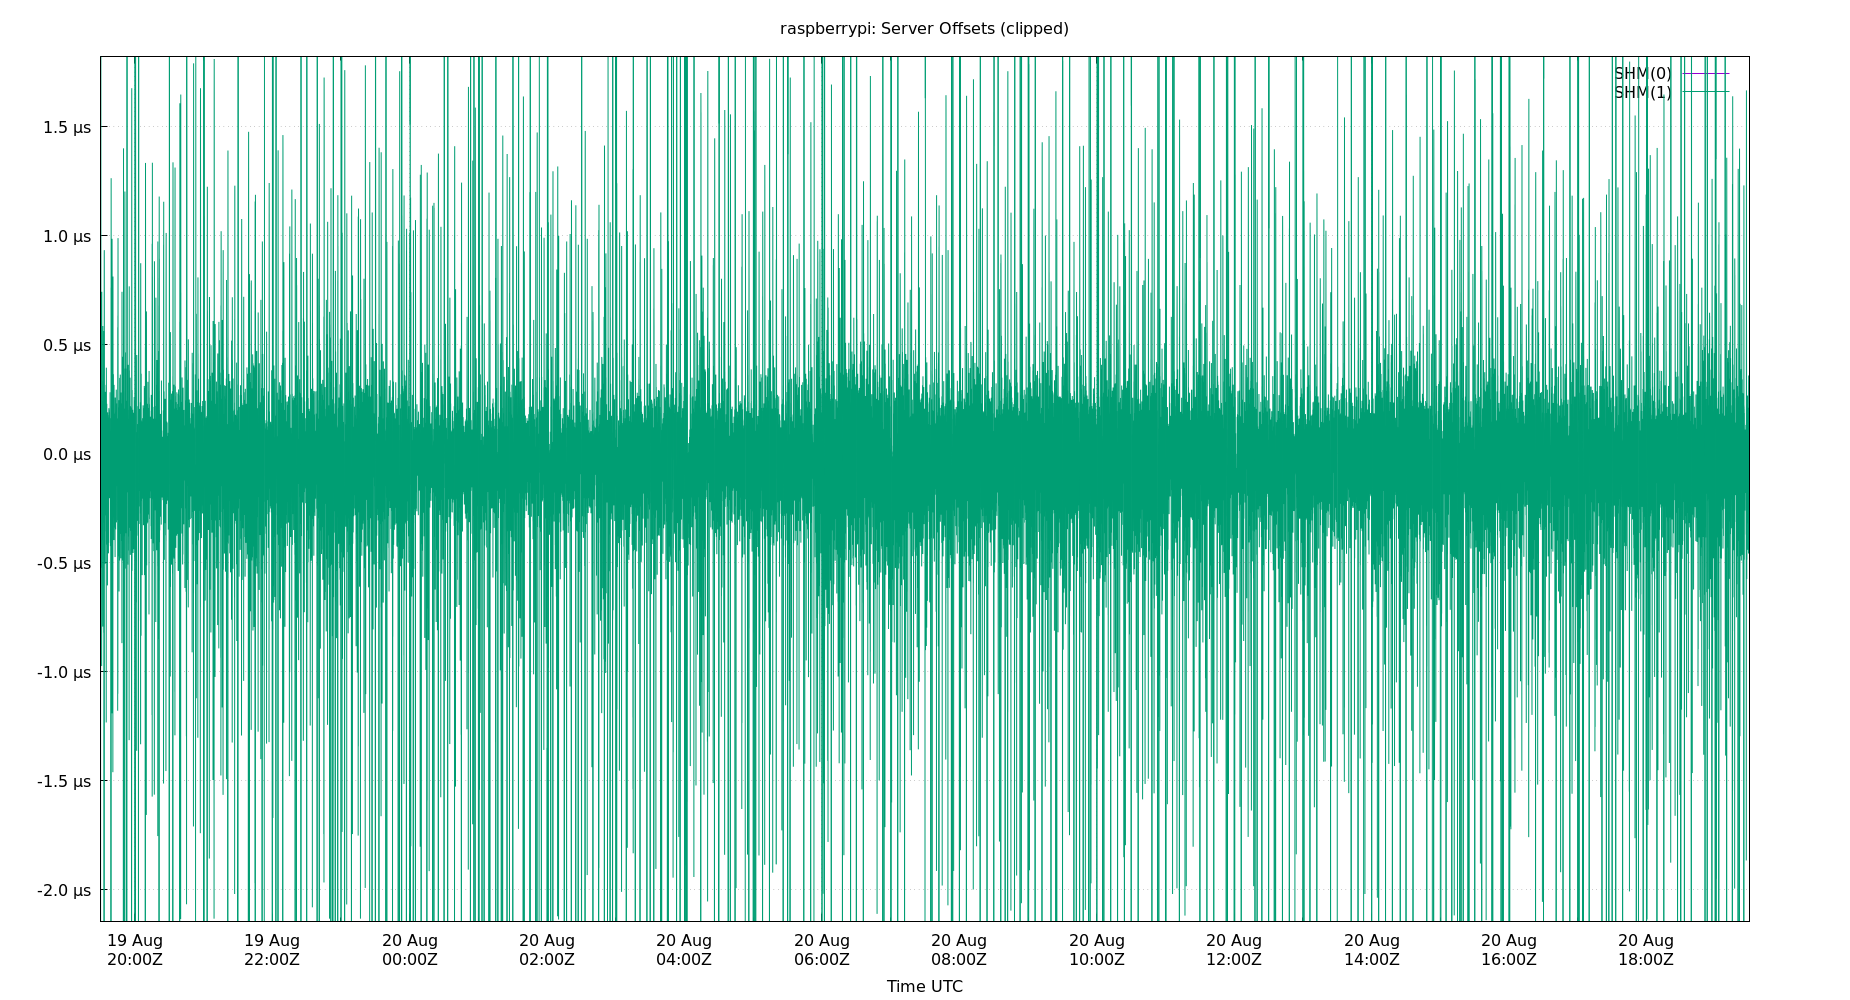 raspberrypi: Server Offsets (clipped)
SHM(0)
SHM(1)
1.5 µs
1.0 µs
0.5 µs
0.0 µs
-0.5 µs
-1.0 µs
-1.5 µs
-2.0 µs
19 Aug 19 Aug 20 Aug 20 Aug 20 Aug 20 Aug 20 Aug 20 Aug 20 Aug 20 Aug 20 Aug 20 Aug
20:00Z 22:00Z 00:00Z 02:00Z 04:00Z 06:00Z 08:00Z 10:00Z 12:00Z 14:00Z 16:00Z 18:00Z
Time UTC